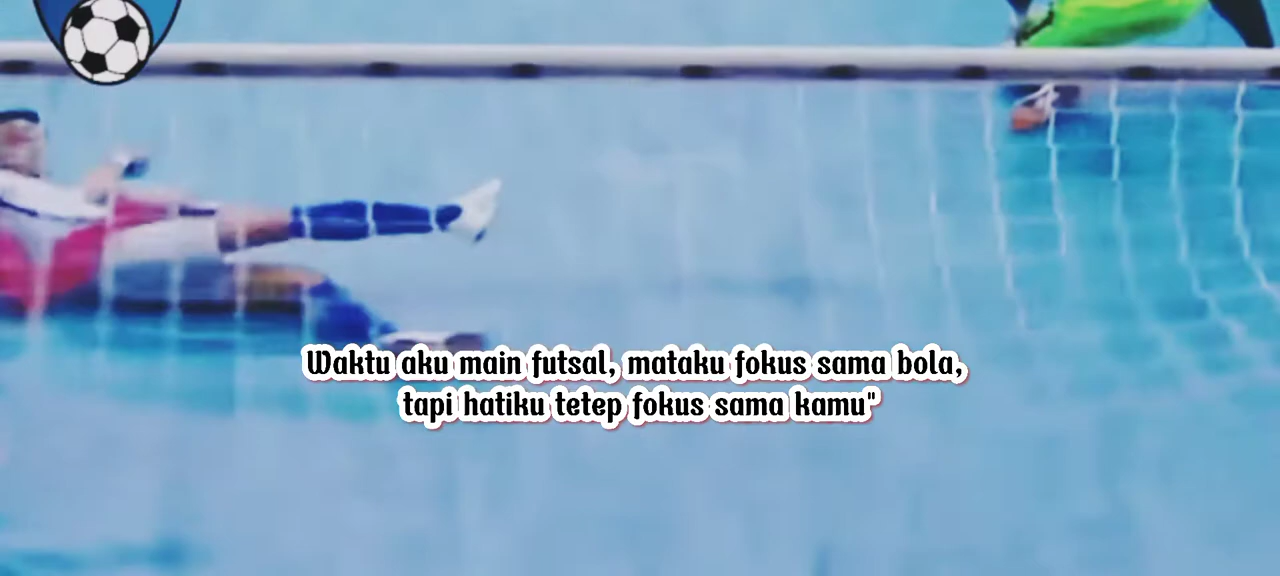 Waktu aku main futsal, mataku fokus sama bola,
tapi hatiku tetep fokus sama kamu"